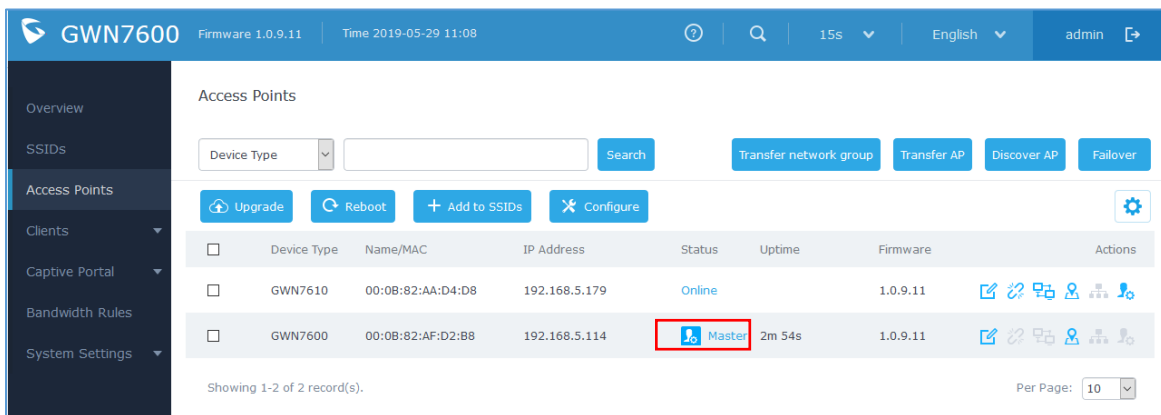 GWN7600 Firmware 1.0.9.11 Time 2019-05-29 11:08 15s English admin
Overview
SSIDs
Access Points
Clients
Captive Portal
Bandwidth Rules
System Settings
Access Points
Device Type Search Transfer network group Transfer AP Discover AP Failover
Upgrade Reboot + Add to SSIDs Configure
Device Type Name/MAC IP Address Status Uptime Firmware Actions
GWN7610 00:0B:82:AA:D4:D8 192.168.5.179 Online 1.0.9.11
GWN7600 00:0B:82:AF:D2:B8 192.168.5.114 Master 2m 54s 1.0.9.11
Showing 1-2 of 2 record(s). Per Page: 10